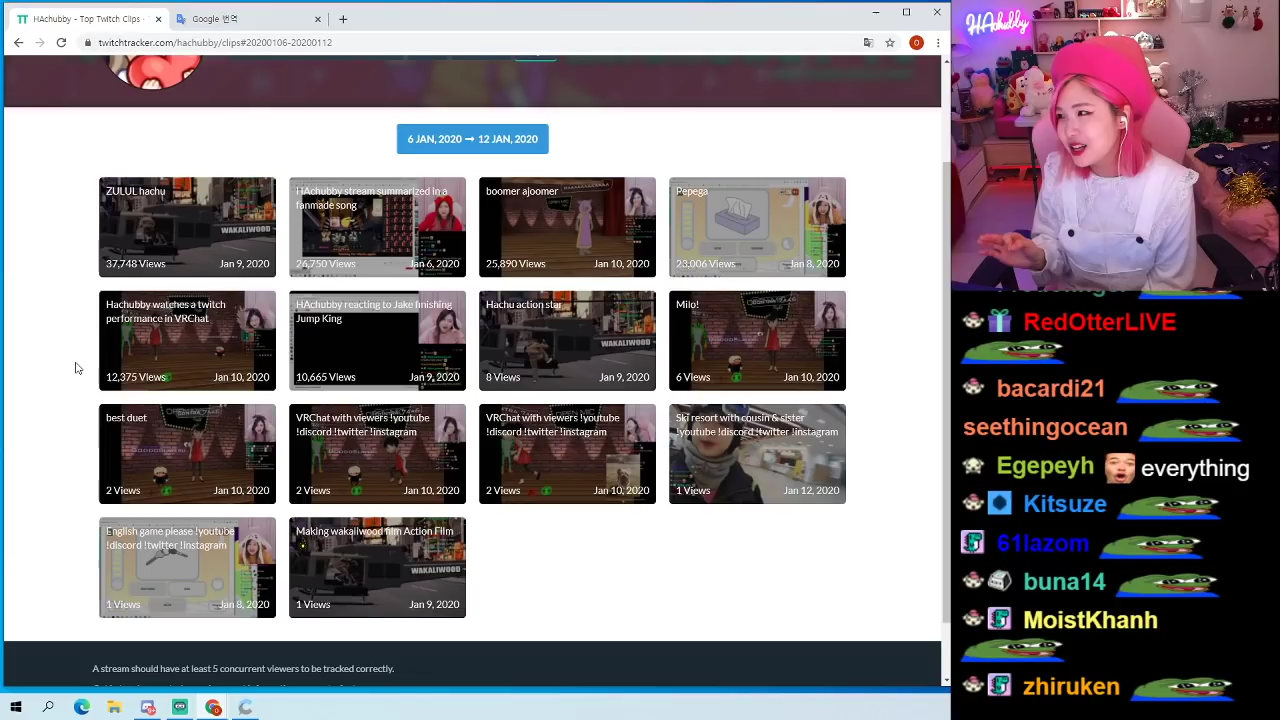 HAchubby - Top Twitch Clips -
Google 번역
twitchtracker.com/hachubby/clips#20200106-20200112
HAchubby
6 JAN, 2020 → 12 JAN, 2020
ZULUL hachu
37,748 Views Jan 9, 2020
HAchubby stream summarized in a
fanmade song
26,750 Views Jan 6, 2020
boomer ajoomer
25,890 Views Jan 10, 2020
Pepega
23,006 Views Jan 8, 2020
WAKALIWOOD
Hachubby watches a twitch
performance in VRChat
12,375 Views Jan 10, 2020
HAchubby reacting to Jake finishing
Jump King
10,665 Views Jan 9, 2020
Hachu action star
WAKALIWOOD
8 Views Jan 9, 2020
Milo!
6 Views Jan 10, 2020
best duet
2 Views Jan 10, 2020
VRChat with viewers !youtube
!discord !twitter !instagram
2 Views Jan 10, 2020
VRChat with viewers !youtube
!discord !twitter !instagram
2 Views Jan 10, 2020
Ski resort with cousin & sister
!youtube !discord !twitter !instagram
1 Views Jan 12, 2020
English game please !youtube
!discord !twitter !instagram
1 Views Jan 8, 2020
Making wakaliwood film Action Film
WAKALIWOOD
1 Views Jan 9, 2020
A stream should have at least 5 concurrent viewers to be tracked correctly.
RedOtterLIVE
bacardi21
seethingocean
Egepeyh everything
Kitsuze
61lazom
buna14
MoistKhanh
zhiruken